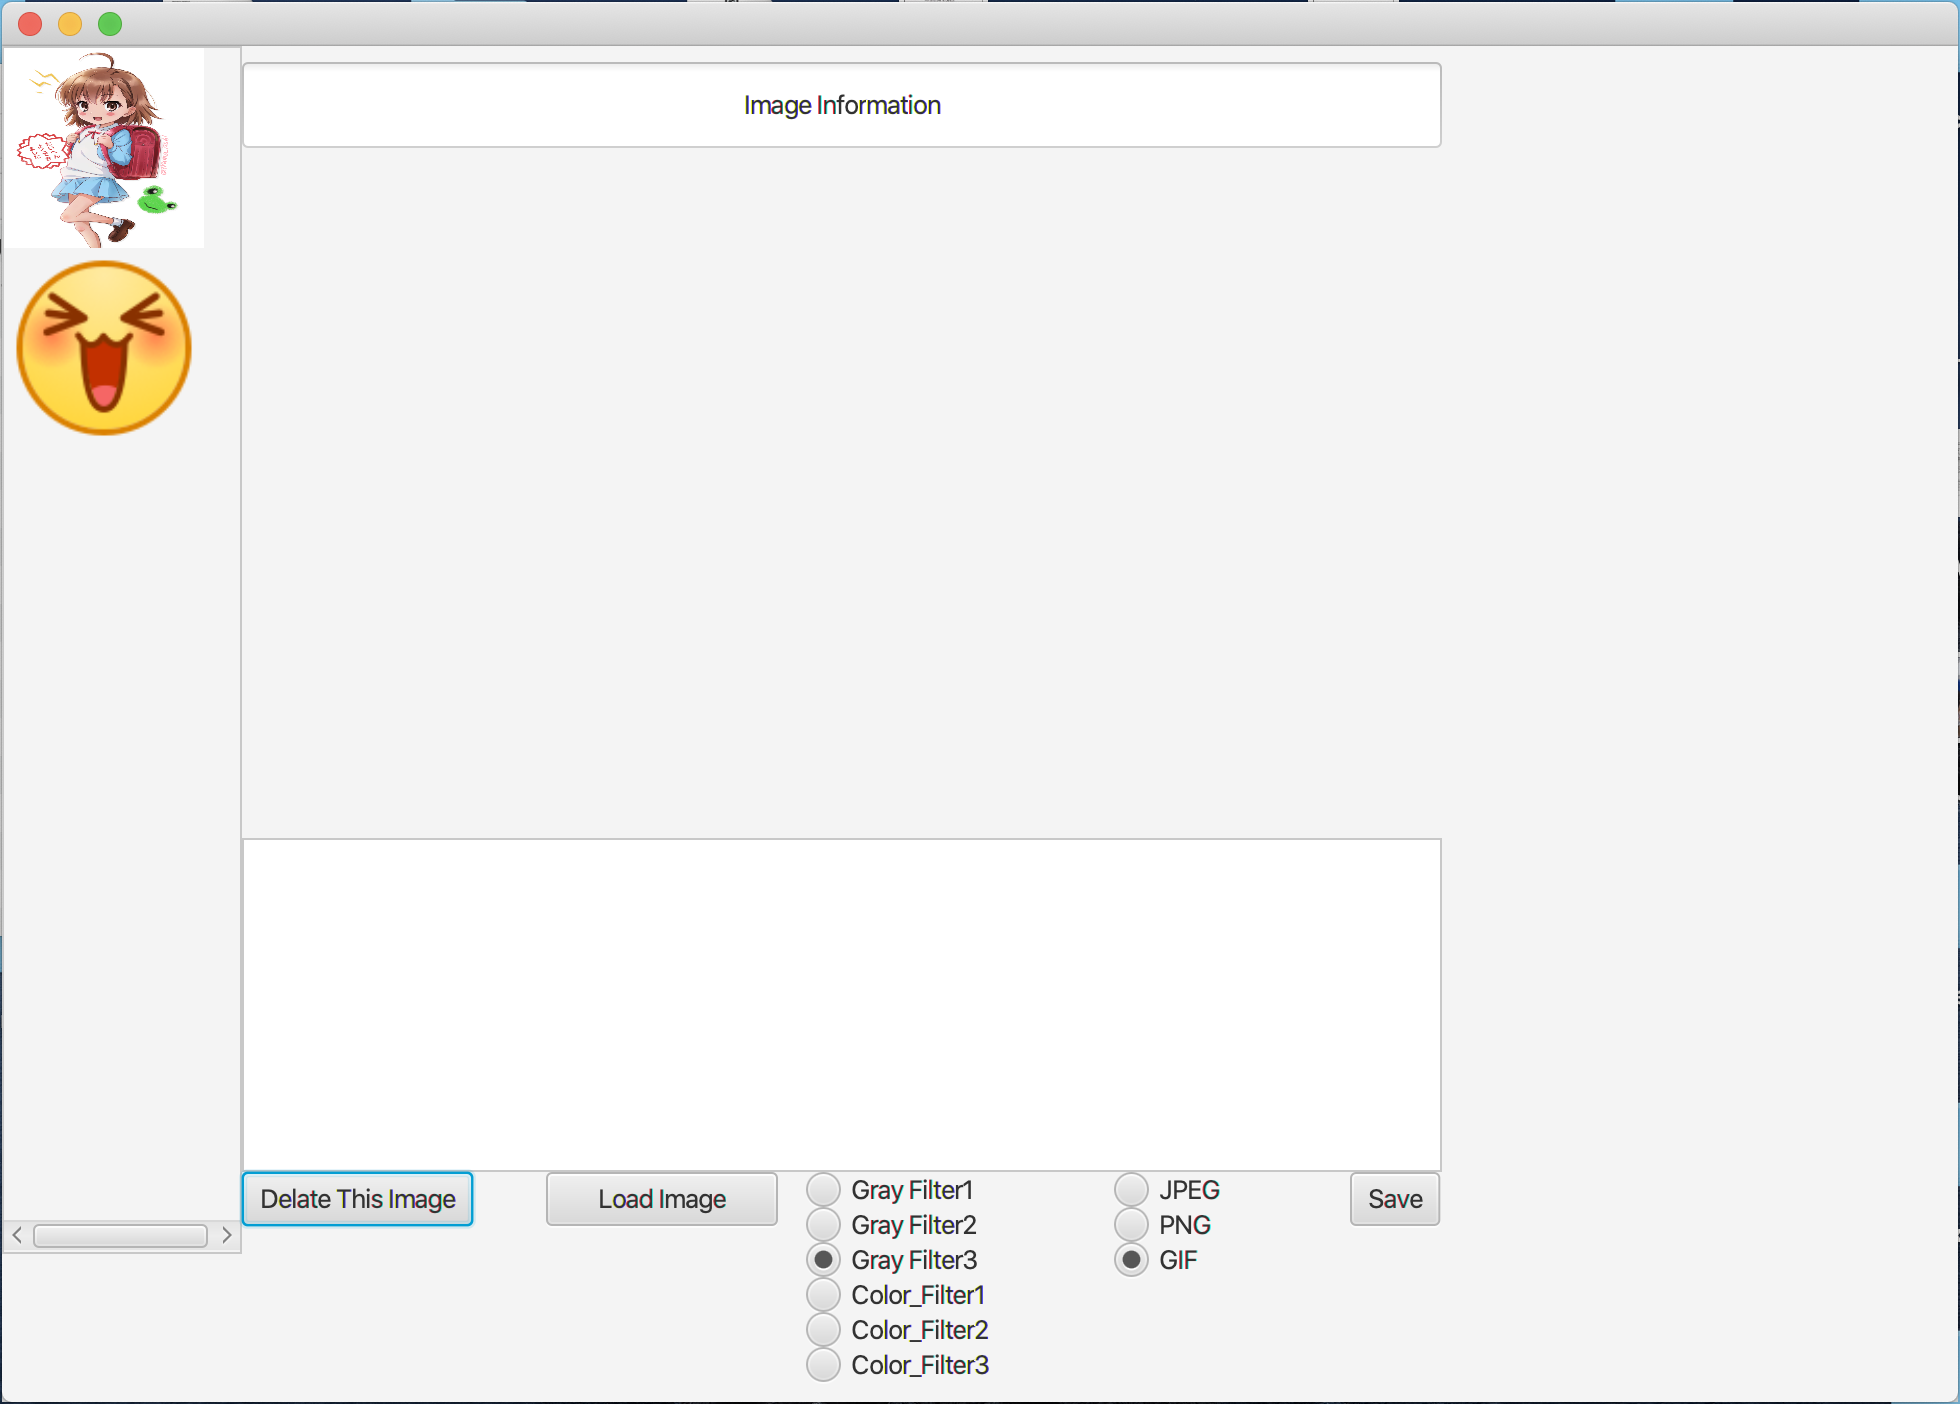 Image Information
Delate This Image
Load Image
Gray Filter1
Gray Filter2
Gray Filter3
Color_Filter1
Color_Filter2
Color_Filter3
JPEG
PNG
GIF
Save